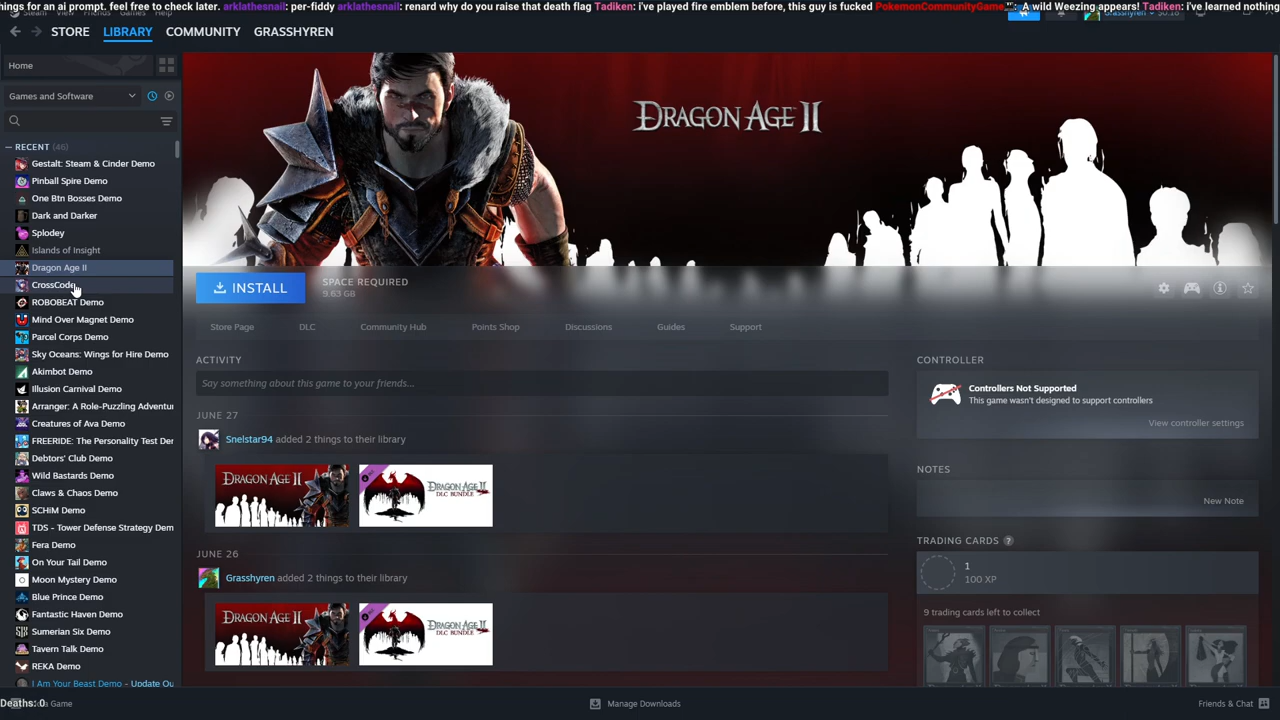 ings for an ai prompt. feel free to check later. arklathesnail: per-fiddy arklathesnail: renard why do you raise that death flag Tadiken: i've played fire emblem before, this guy is fucked PokemonCommunityGame: A wild Weezing appears! Tadiken: i've learned nothing
Steam View Friends Games Help
STORE LIBRARY COMMUNITY GRASSHYREN
Home
Games and Software
RECENT (46)
Gestalt: Steam & Cinder Demo
Pinball Spire Demo
One Btn Bosses Demo
Dark and Darker
Splodey
Islands of Insight
Dragon Age II
CrossCode
ROBOBEAT Demo
Mind Over Magnet Demo
Parcel Corps Demo
Sky Oceans: Wings for Hire Demo
Akimbot Demo
Illusion Carnival Demo
Arranger: A Role-Puzzling Adventu
Creatures of Ava Demo
FREERIDE: The Personality Test Der
Debtors' Club Demo
Wild Bastards Demo
Claws & Chaos Demo
SCHiM Demo
TDS - Tower Defense Strategy Dem
Fera Demo
On Your Tail Demo
Moon Mystery Demo
Blue Prince Demo
Fantastic Haven Demo
Sumerian Six Demo
Tavern Talk Demo
REKA Demo
I Am Your Beast Demo - Update Qu
DRAGON AGE II
INSTALL
SPACE REQUIRED
9.63 GB
Store Page DLC Community Hub Points Shop Discussions Guides Support
ACTIVITY
Say something about this game to your friends...
JUNE 27
Snelstar94 added 2 things to their library
DRAGON AGE II DRAGON AGE II
DLC BUNDLE
JUNE 26
Grasshyren added 2 things to their library
DRAGON AGE II DRAGON AGE II
DLC BUNDLE
CONTROLLER
Controllers Not Supported
This game wasn't designed to support controllers
View controller settings
NOTES
New Note
TRADING CARDS ?
1
100 XP
9 trading cards left to collect
Deaths: 0
a Game
Manage Downloads
Friends & Chat